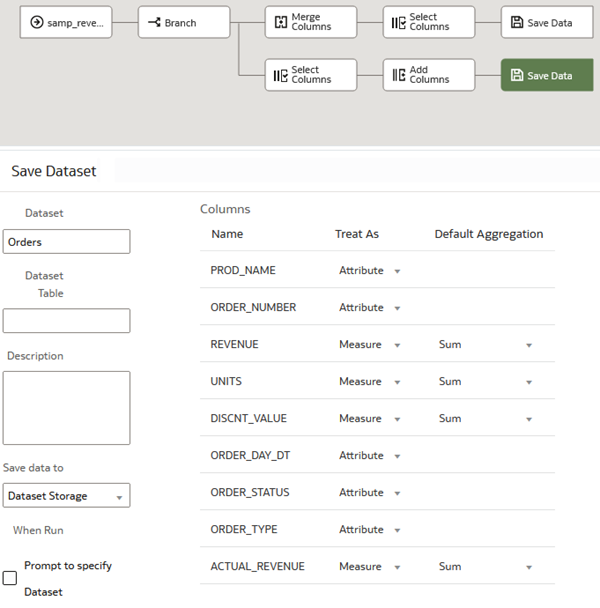 samp_reve...
Branch
Merge
Columns
Select
Columns
Save Data
Select
Columns
Add
Columns
Save Data
Save Dataset
Dataset
Orders
Dataset
Table
Description
Save data to
Dataset Storage
When Run
Prompt to specify
Dataset
Columns
Name Treat As Default Aggregation
PROD_NAME Attribute
ORDER_NUMBER Attribute
REVENUE Measure Sum
UNITS Measure Sum
DISCNT_VALUE Measure Sum
ORDER_DAY_DT Attribute
ORDER_STATUS Attribute
ORDER_TYPE Attribute
ACTUAL_REVENUE Measure Sum